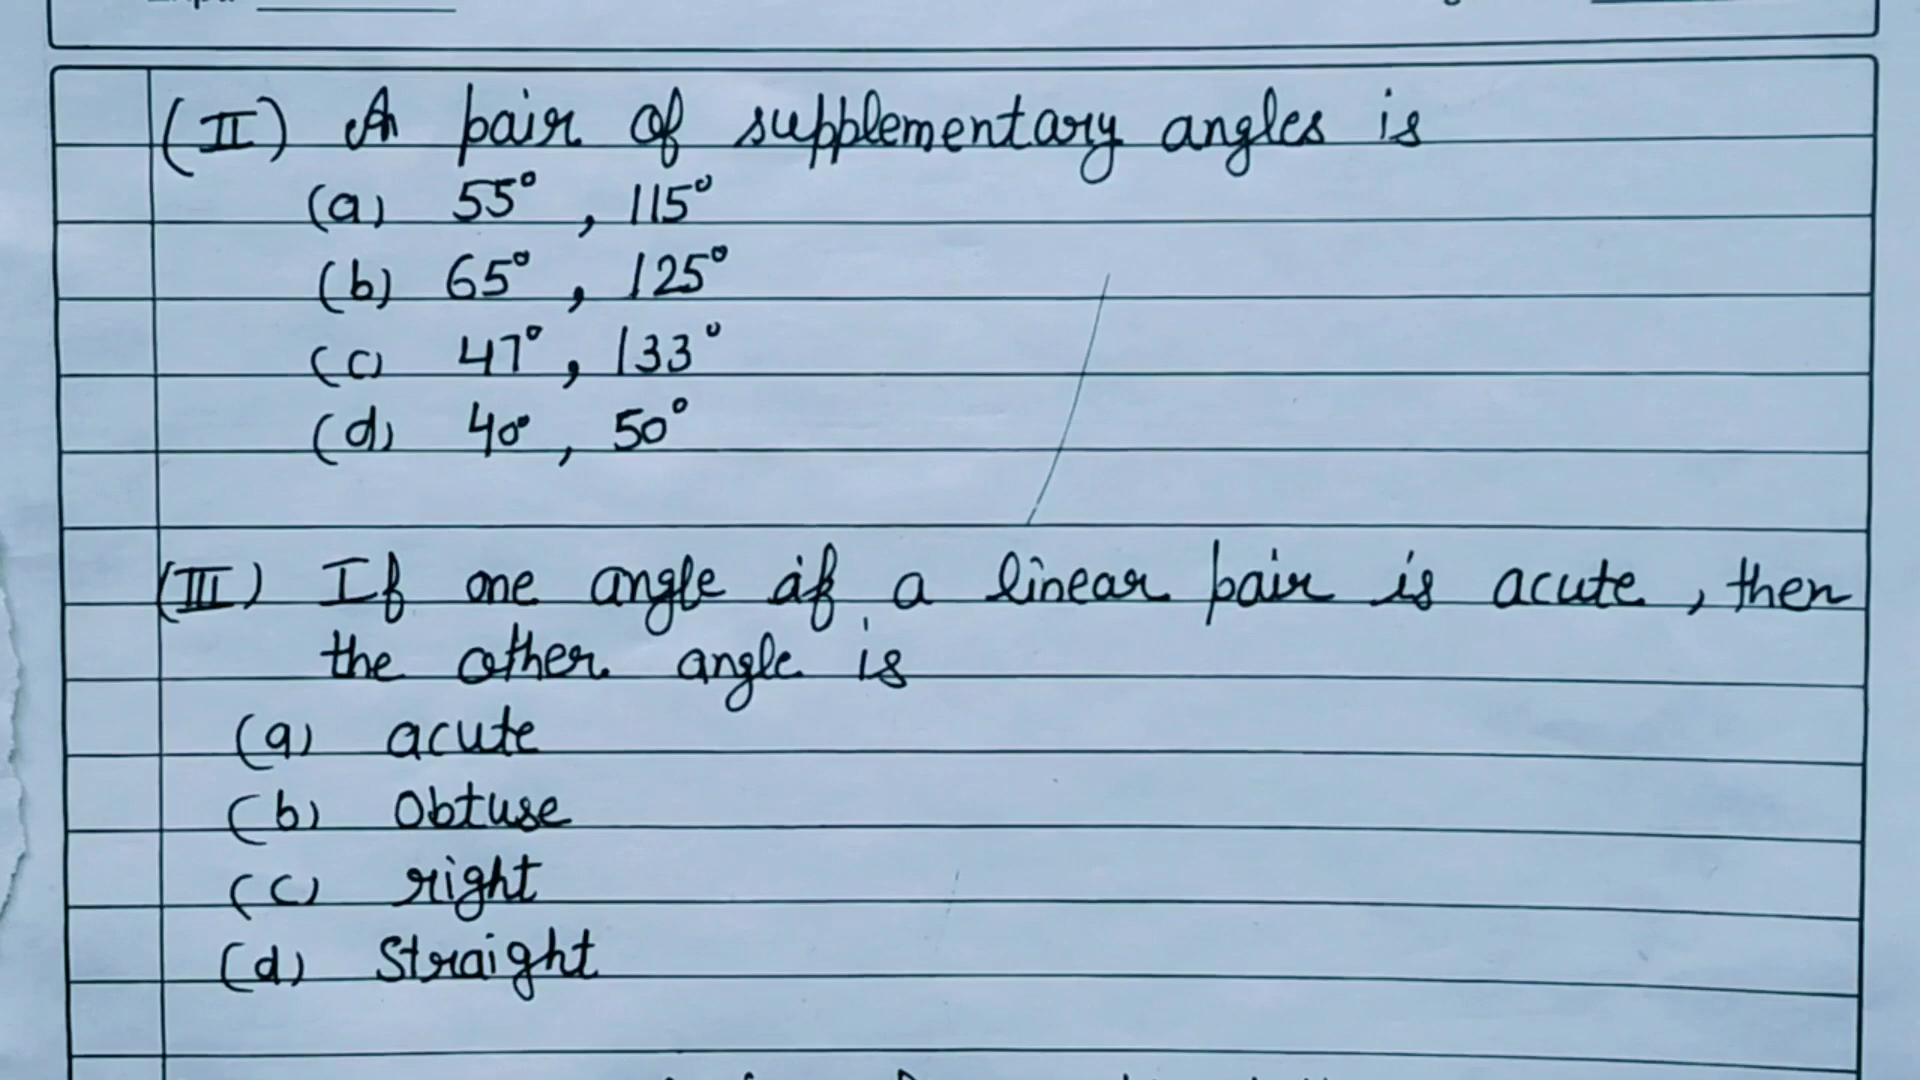 (II) A pair of supplementary angles is
(a) 55° , 115°
(b) 65° , 125°
(c) 47° , 133°
(d) 40° , 50°
(III) If one angle of a linear pair is acute , then
the other angle is
(a) acute
(b) Obtuse
(c) right
(d) Straight